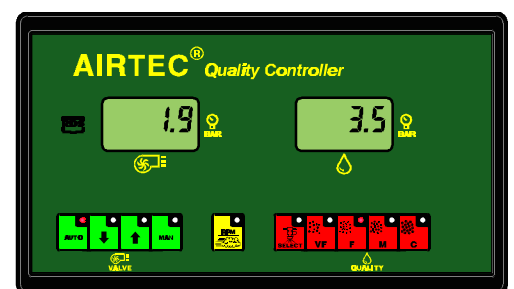 AIRTEC® Quality Controller
1.9 BAR 3.5 BAR
AUTO MAN RPM SELECT VF F M C
VALVE QUALITY